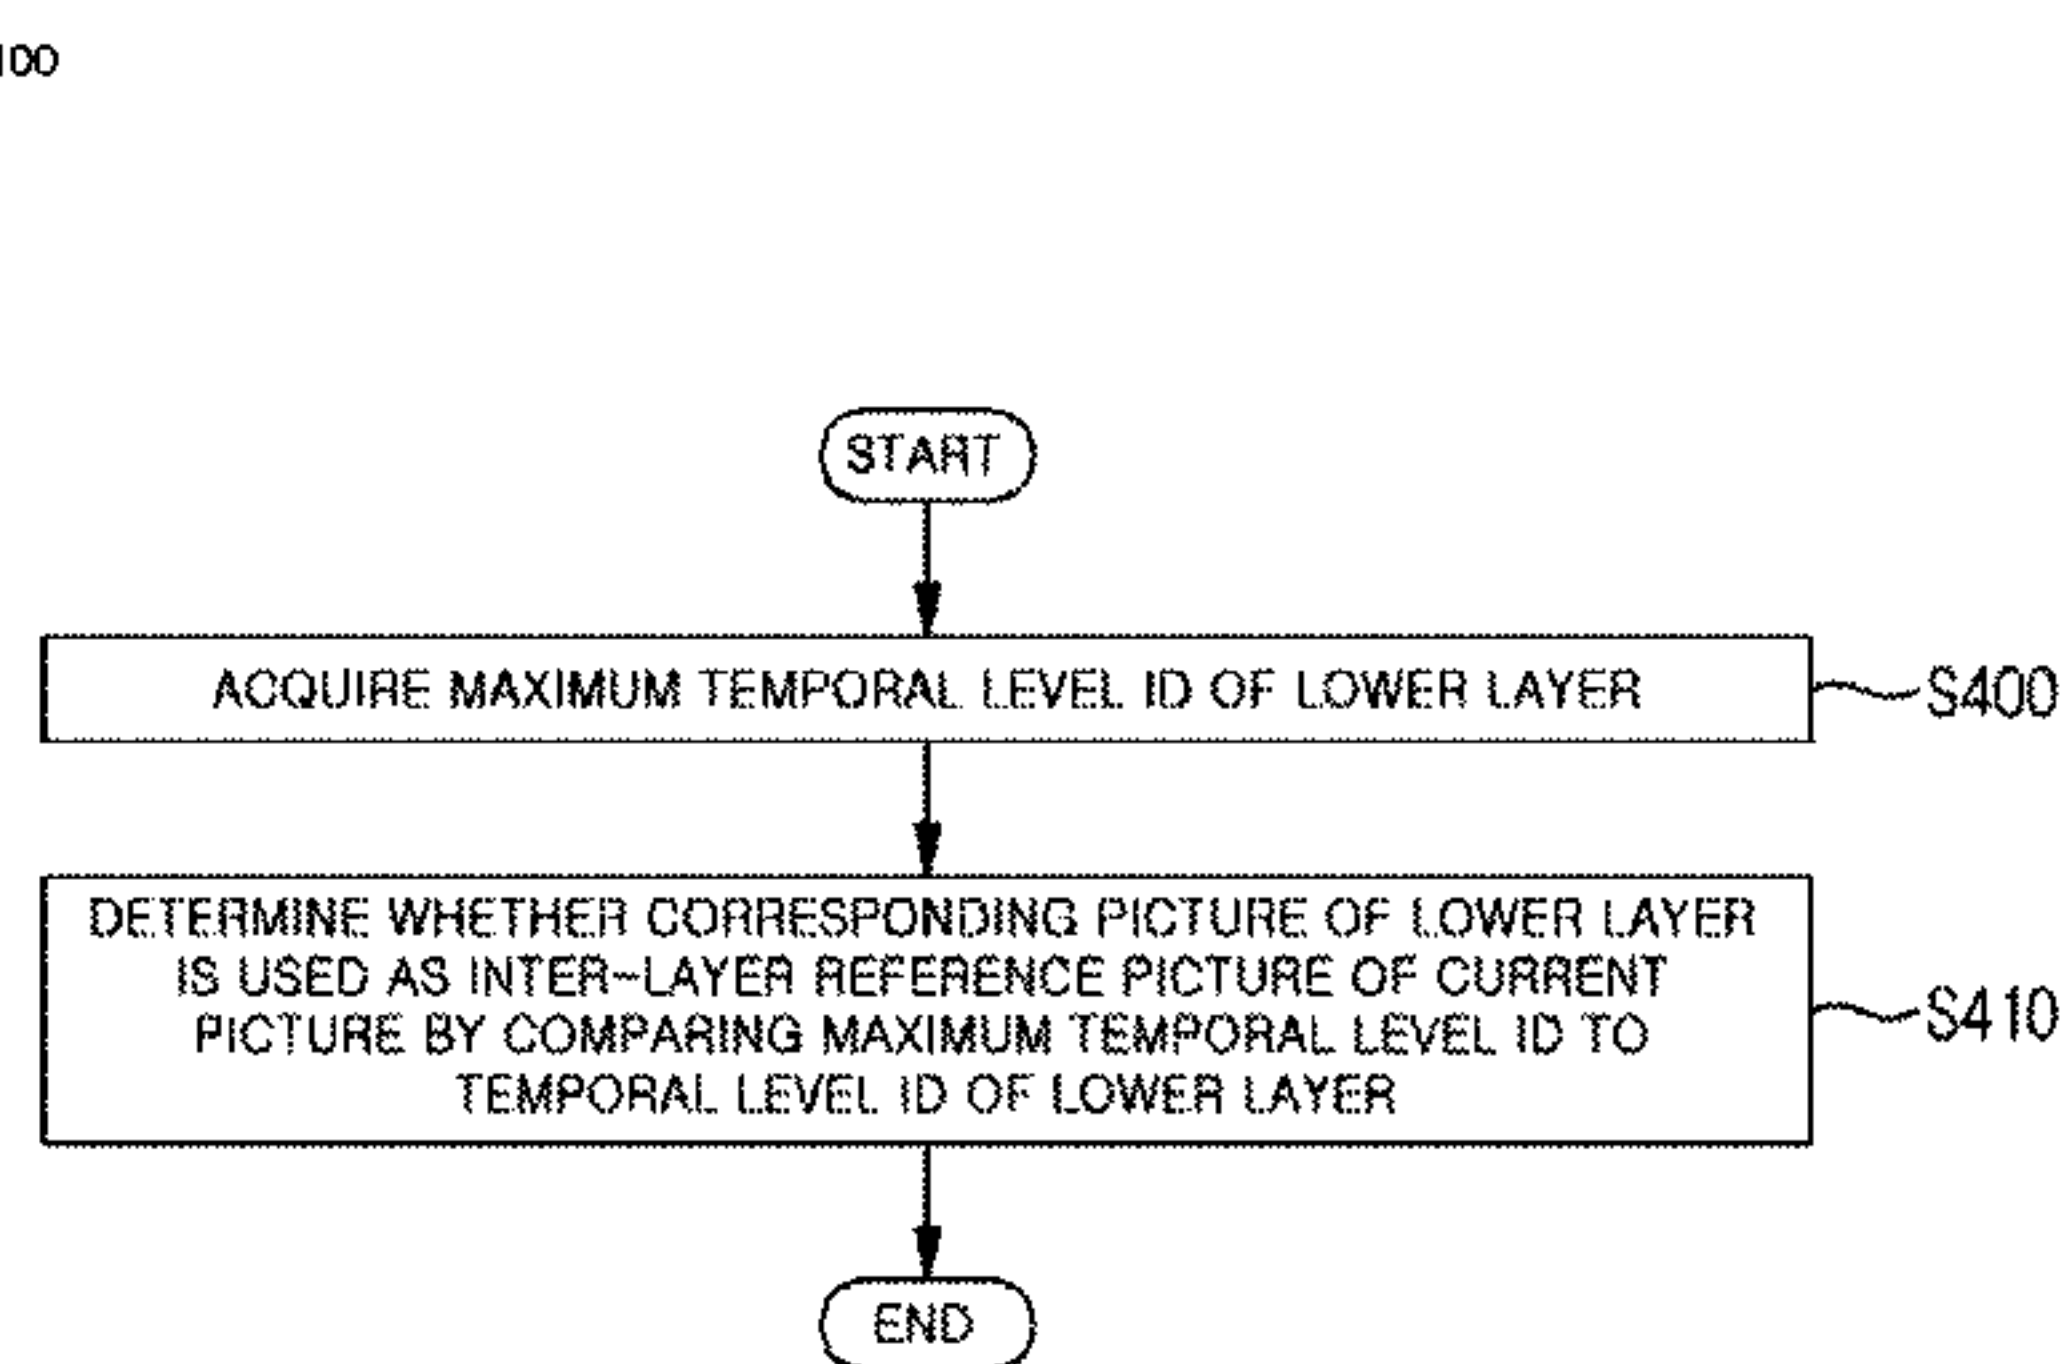 100
START
ACQUIRE MAXIMUM TEMPORAL LEVEL ID OF LOWER LAYER
S400
DETERMINE WHETHER CORRESPONDING PICTURE OF LOWER LAYER
IS USED AS INTER-LAYER REFERENCE PICTURE OF CURRENT
PICTURE BY COMPARING MAXIMUM TEMPORAL LEVEL ID TO
TEMPORAL LEVEL ID OF LOWER LAYER
S410
END